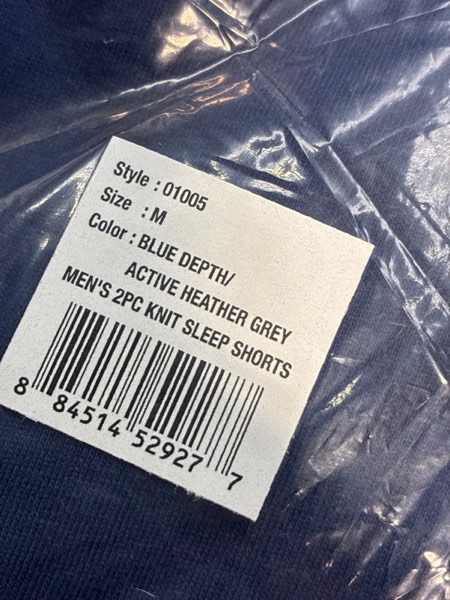 Style : 01005
Size : M
Color : BLUE DEPTH/
ACTIVE HEATHER GREY
MEN'S 2PC KNIT SLEEP SHORTS
8 84514 52927 7